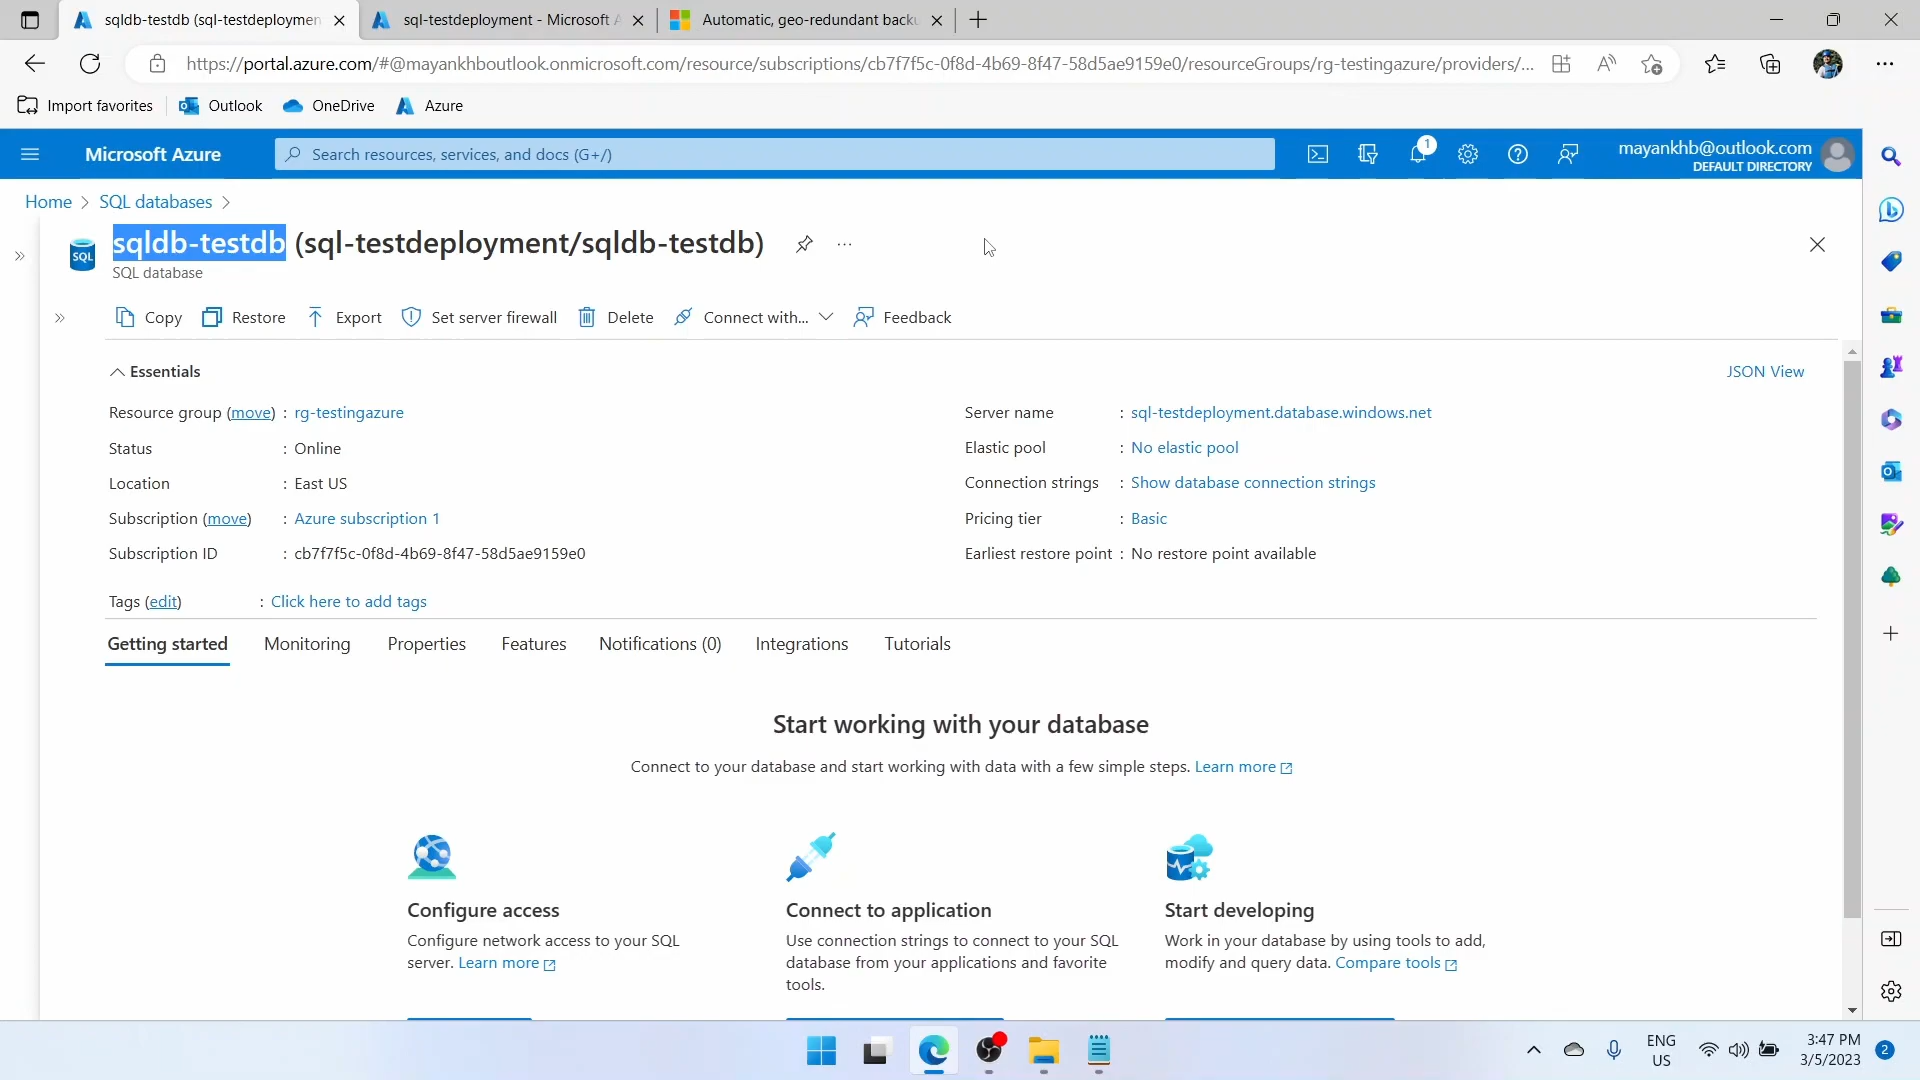 sqldb-testdb (sql-testdeploymen
sql-testdeployment - Microsoft A
Automatic, geo-redundant backu
https://portal.azure.com/#@mayankhboutlook.onmicrosoft.com/resource/subscriptions/cb7f7f5c-0f8d-4b69-8f47-58d5ae9159e0/resourceGroups/rg-testingazure/providers/...
Import favorites
Outlook
OneDrive
Azure
Microsoft Azure
Search resources, services, and docs (G+/)
1
mayankhb@outlook.com
DEFAULT DIRECTORY
Home > SQL databases >
sqldb-testdb (sql-testdeployment/sqldb-testdb)
SQL
SQL database
Copy
Restore
Export
Set server firewall
Delete
Connect with...
Feedback
Essentials
JSON View
Resource group (move) : rg-testingazure
Status : Online
Location : East US
Subscription (move) : Azure subscription 1
Subscription ID : cb7f7f5c-0f8d-4b69-8f47-58d5ae9159e0
Server name : sql-testdeployment.database.windows.net
Elastic pool : No elastic pool
Connection strings : Show database connection strings
Pricing tier : Basic
Earliest restore point : No restore point available
Tags (edit) : Click here to add tags
Getting started
Monitoring
Properties
Features
Notifications (0)
Integrations
Tutorials
Start working with your database
Connect to your database and start working with data with a few simple steps. Learn more
Configure access
Configure network access to your SQL
server. Learn more
Connect to application
Use connection strings to connect to your SQL
database from your applications and favorite
tools.
Start developing
Work in your database by using tools to add,
modify and query data. Compare tools
ENG
US
3:47 PM
3/5/2023
2